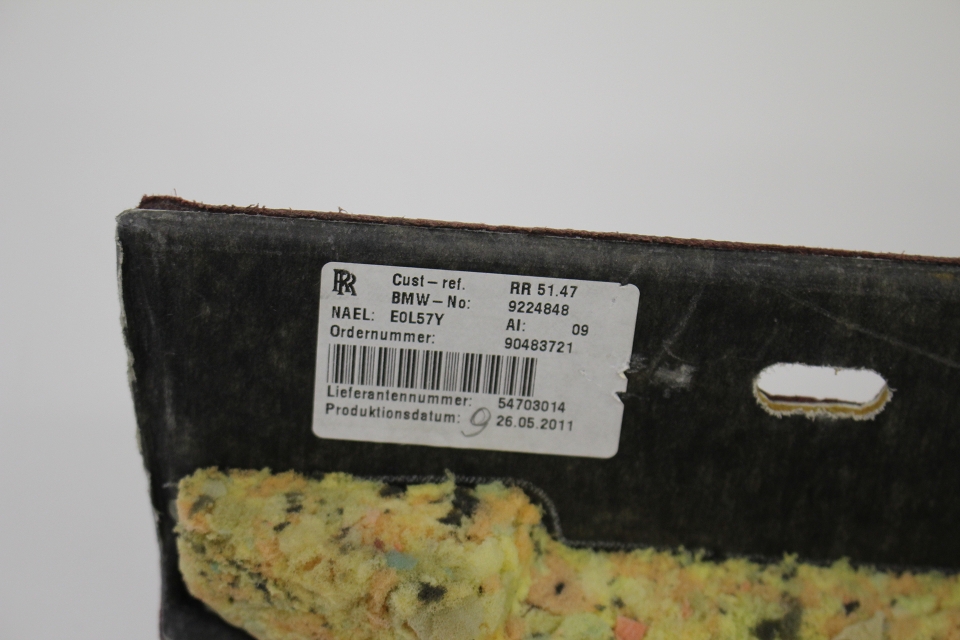 RR Cust-ref. RR 51.47
BMW-No: 9224848
NAEL: E0L57Y AI: 09
Ordernummer: 90483721
Lieferantennummer: 54703014
Produktionsdatum: 9 26.05.2011